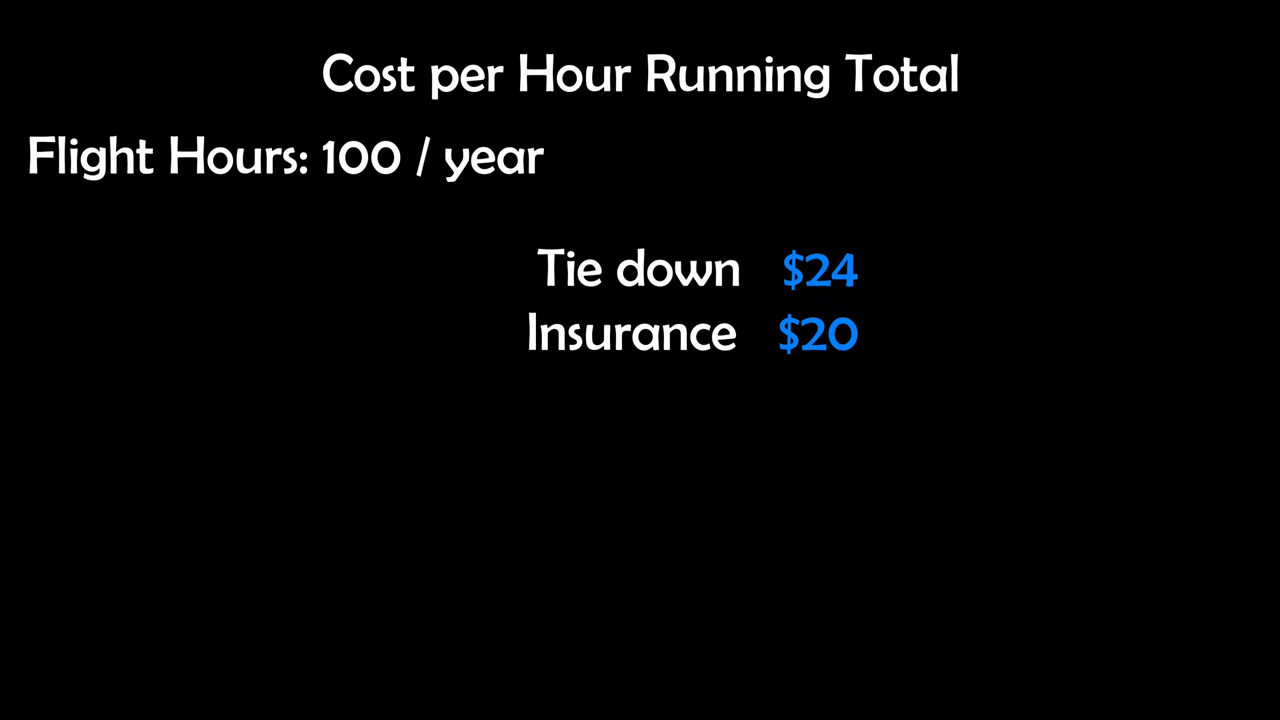 Cost per Hour Running Total
Flight Hours: 100 / year
Tie down $24
Insurance $20